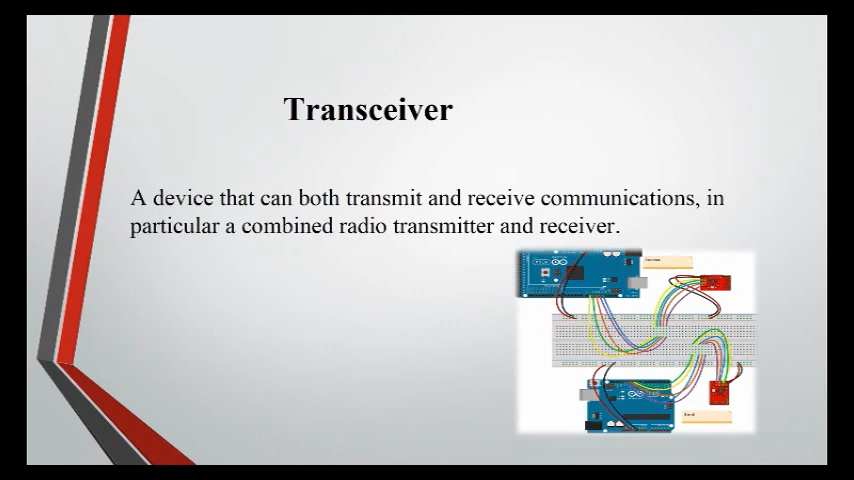 Transceiver
A device that can both transmit and receive communications, in
particular a combined radio transmitter and receiver.